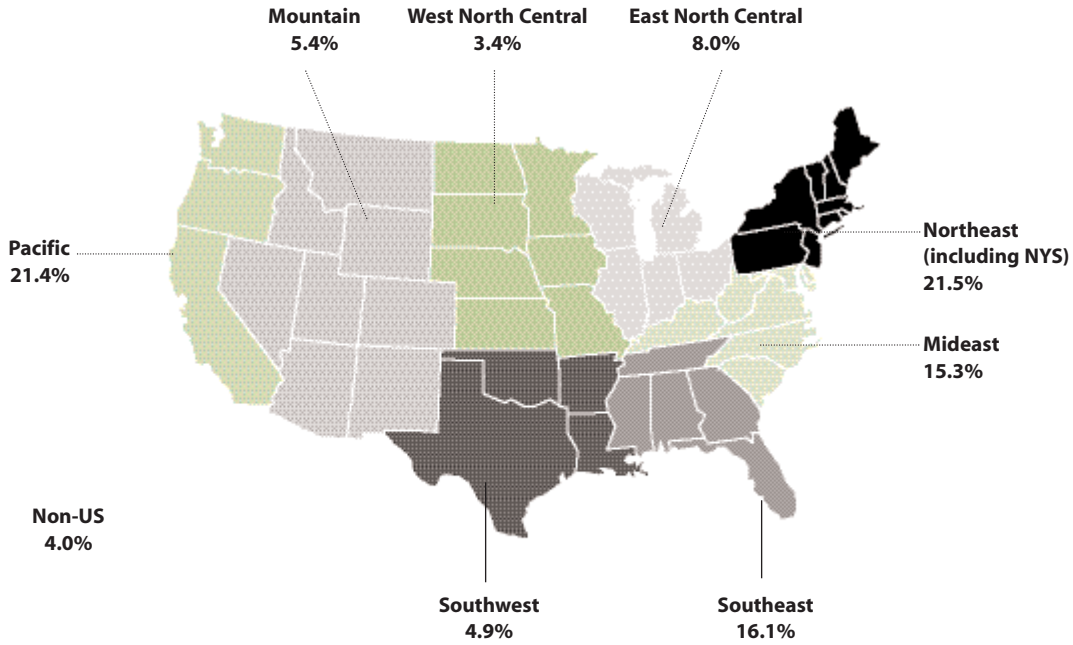 Mountain
5.4%
West North Central
3.4%
East North Central
8.0%
Pacific
21.4%
Northeast
(including NYS)
21.5%
Mideast
15.3%
Non-US
4.0%
Southwest
4.9%
Southeast
16.1%